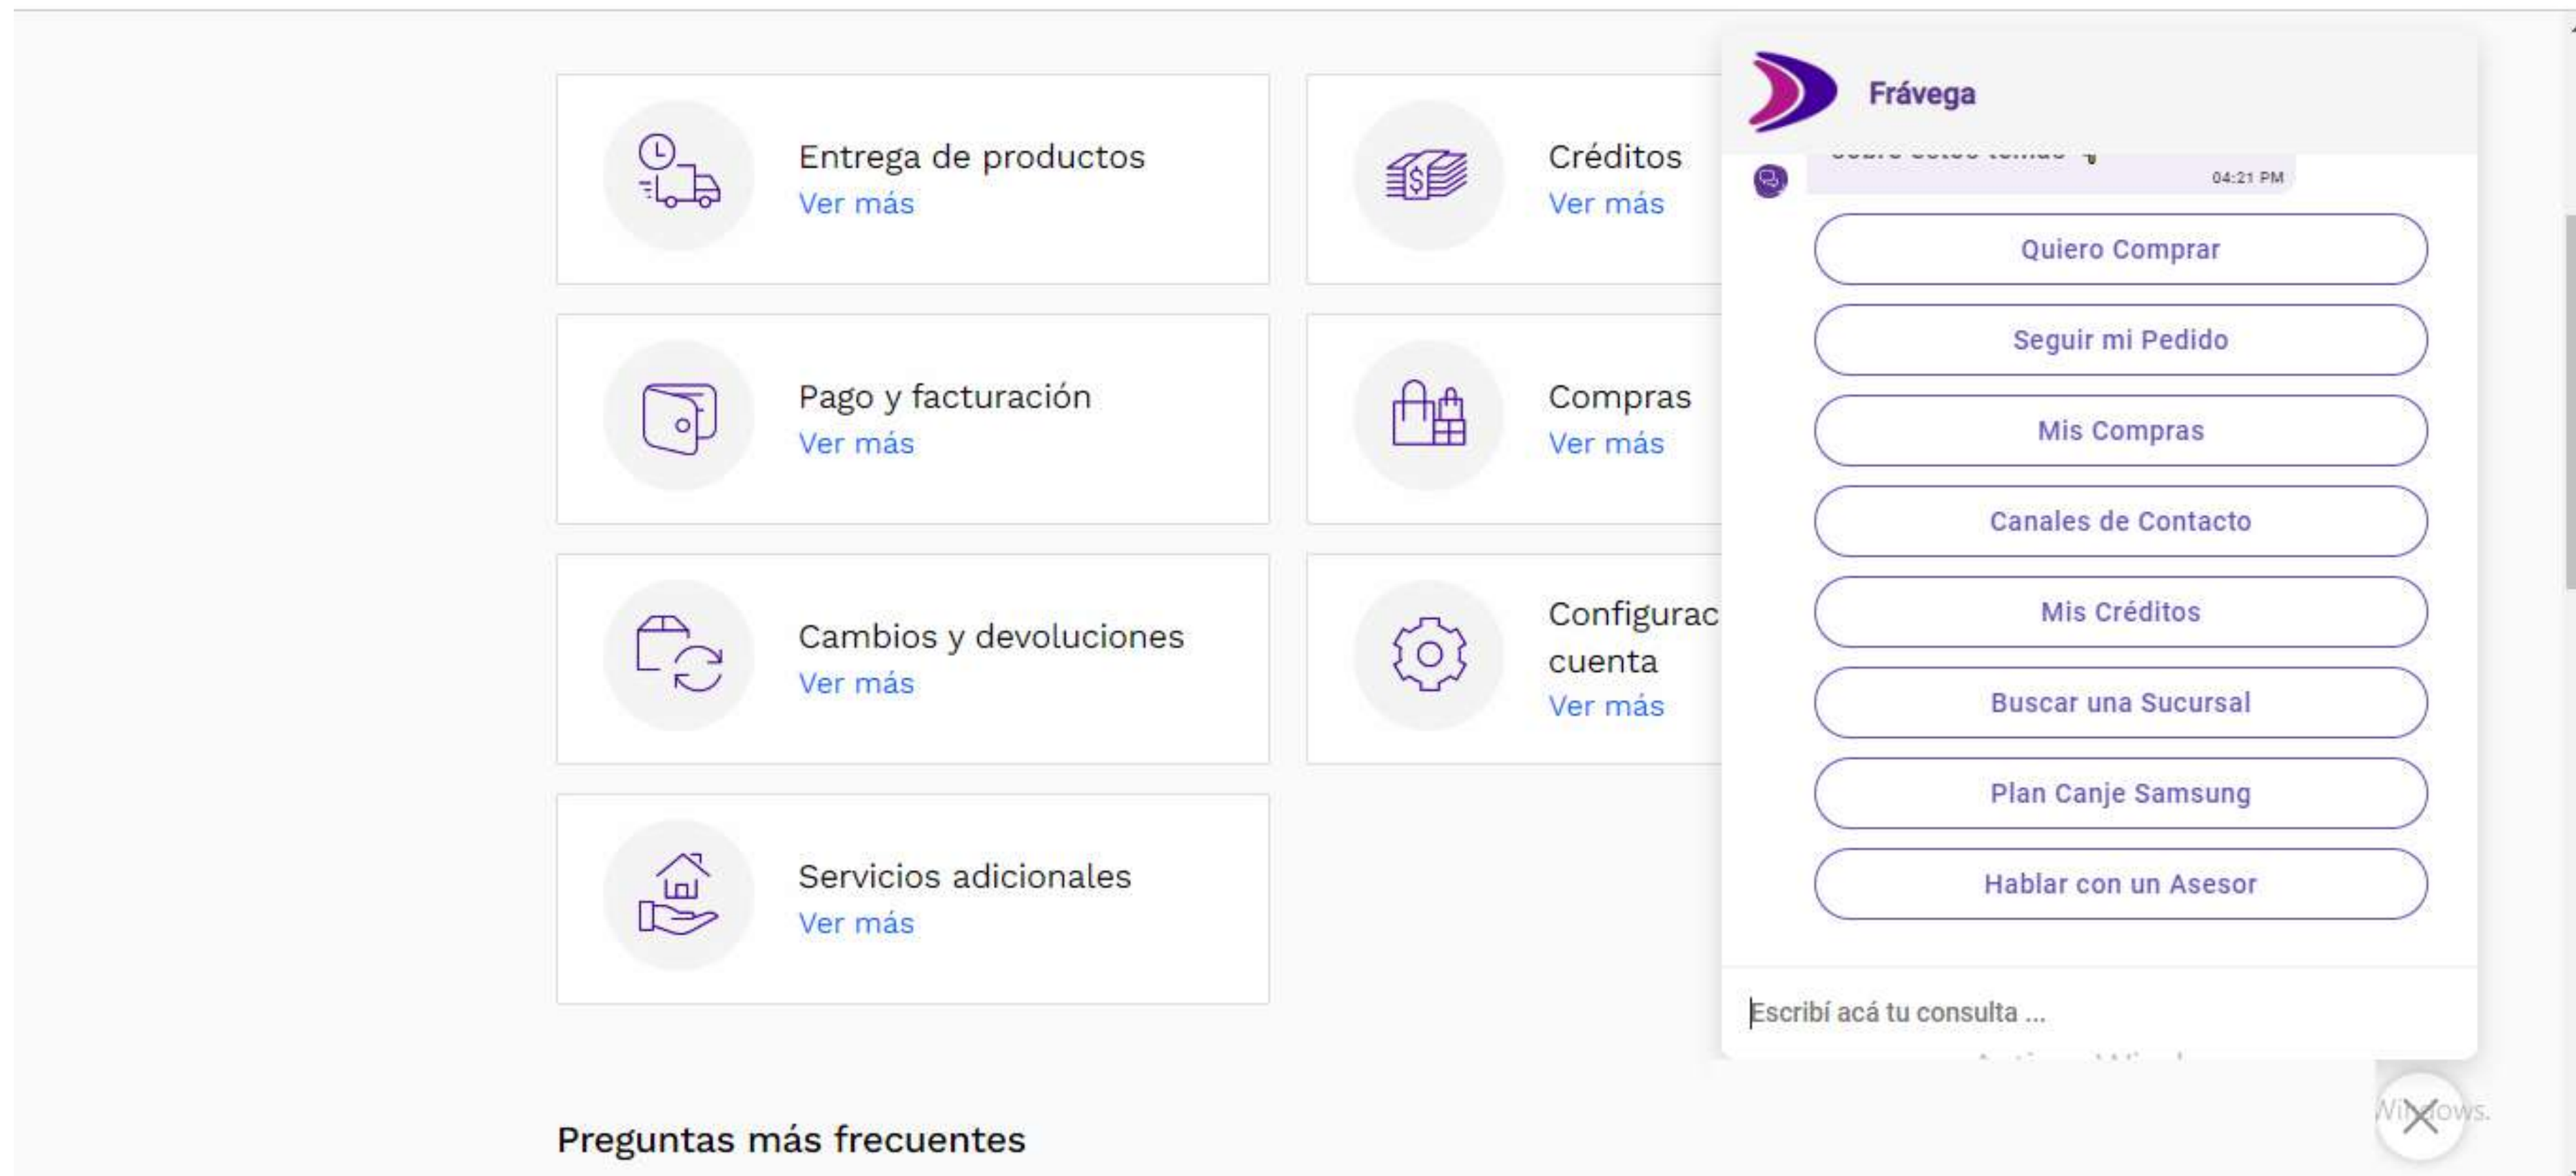 Entrega de productos
Ver más
Créditos
Ver más
Pago y facturación
Ver más
Compras
Ver más
Cambios y devoluciones
Ver más
Configurac
cuenta
Ver más
Servicios adicionales
Ver más
Preguntas más frecuentes
Frávega
04:21 PM
Quiero Comprar
Seguir mi Pedido
Mis Compras
Canales de Contacto
Mis Créditos
Buscar una Sucursal
Plan Canje Samsung
Hablar con un Asesor
Escribí acá tu consulta ...
Windows.